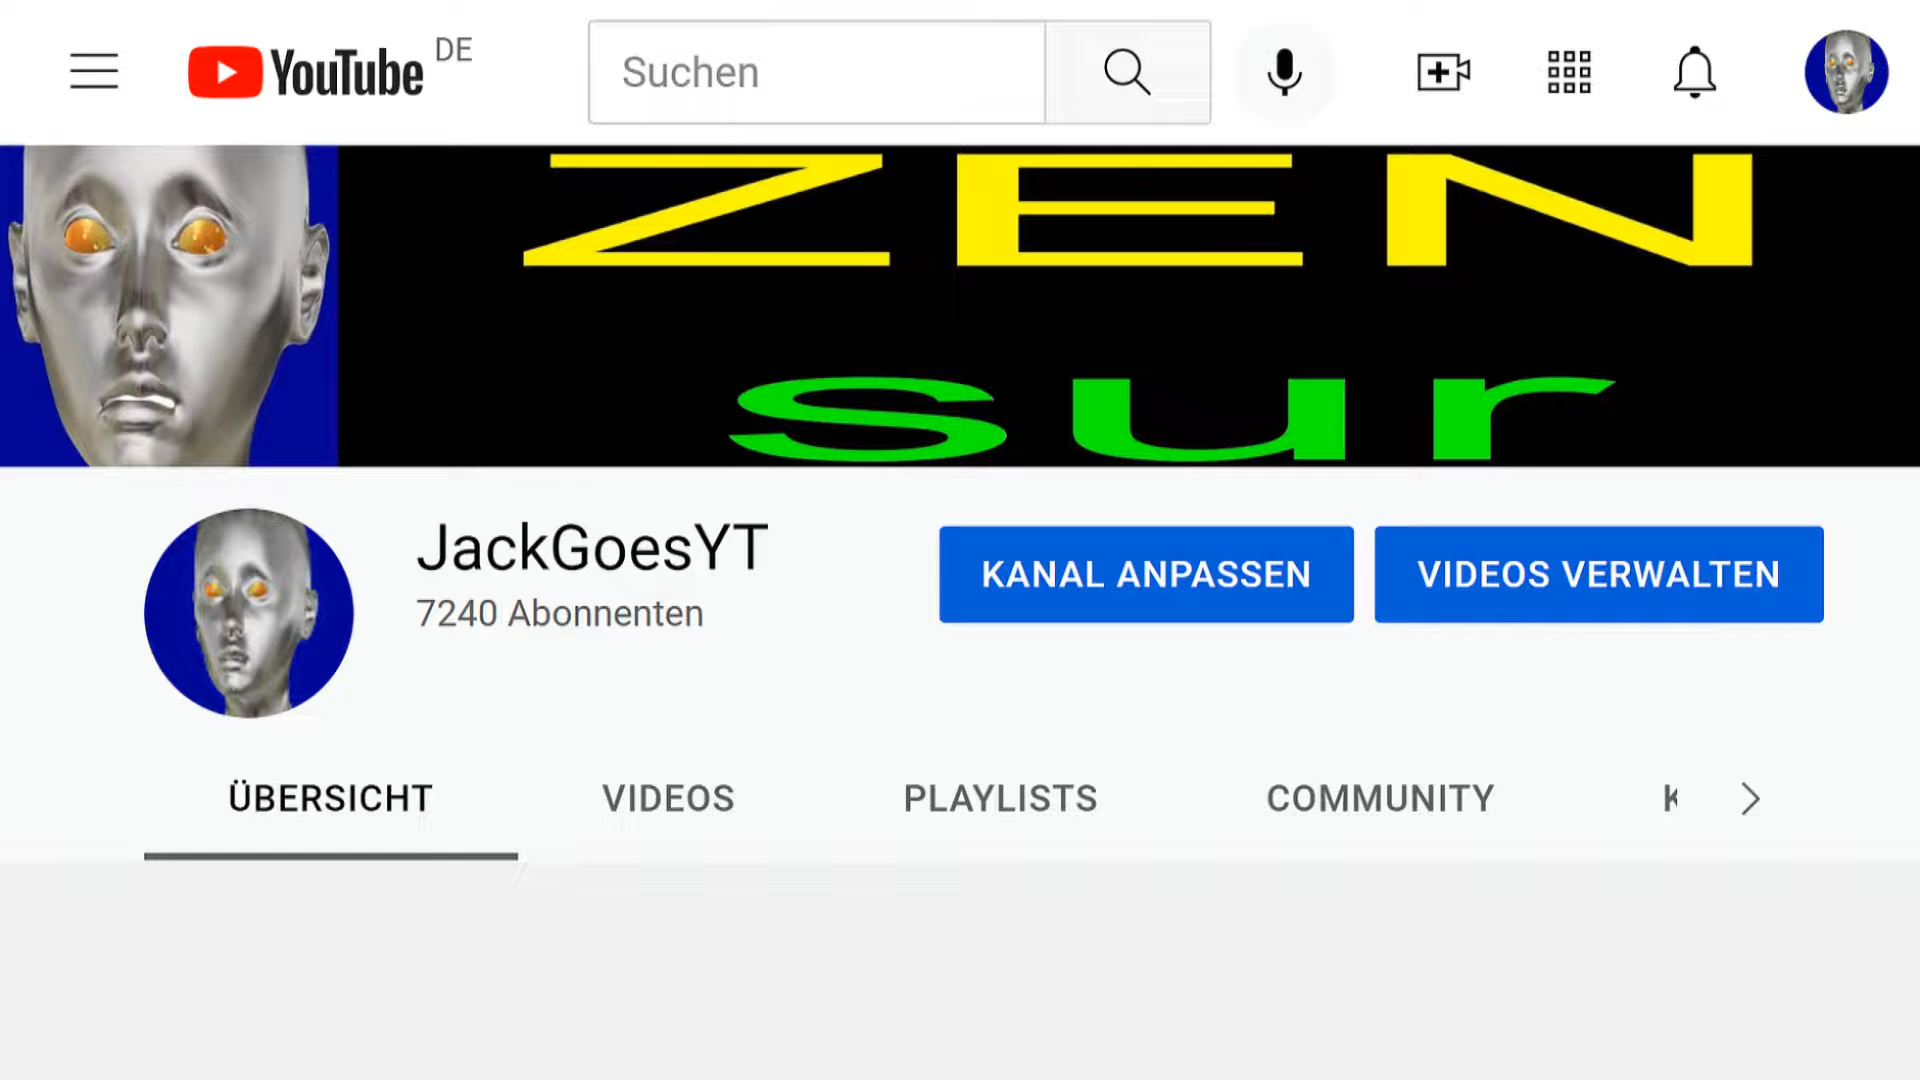 YouTube DE
Suchen
ZEN
sur
JackGoesYT
7240 Abonnenten
KANAL ANPASSEN
VIDEOS VERWALTEN
ÜBERSICHT
VIDEOS
PLAYLISTS
COMMUNITY